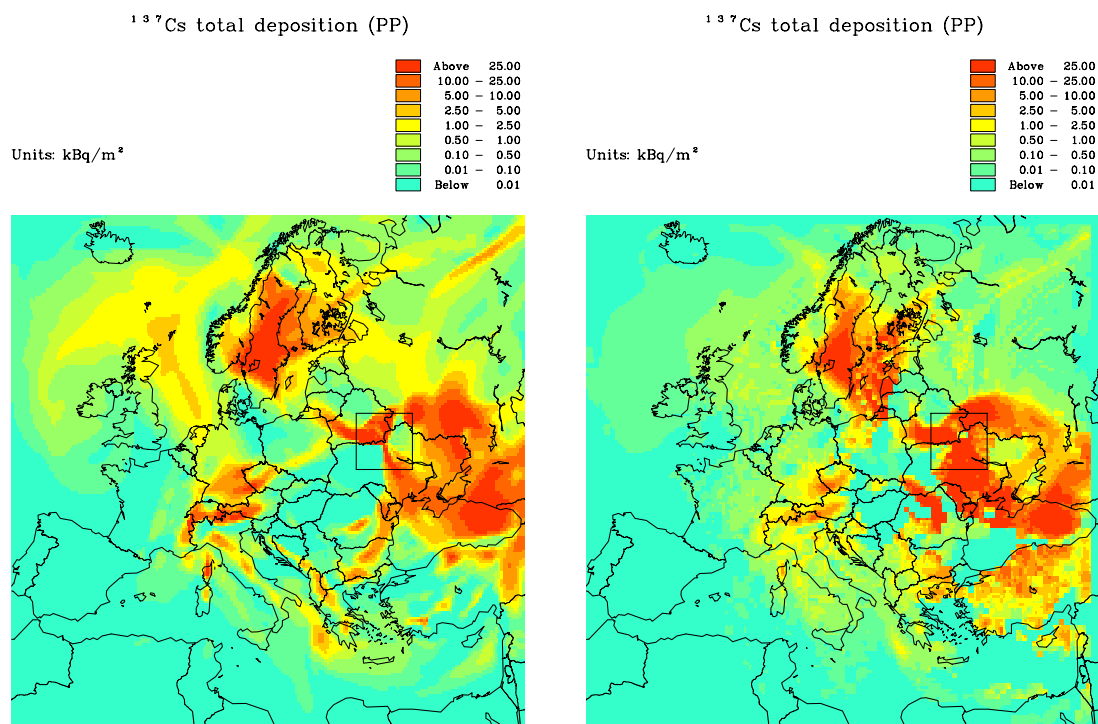 ¹³⁷Cs total deposition (PP)
Above 25.00
10.00 – 25.00
5.00 – 10.00
2.50 – 5.00
1.00 – 2.50
0.50 – 1.00
0.10 – 0.50
0.01 – 0.10
Below 0.01
Units: kBq/m²
¹³⁷Cs total deposition (PP)
Above 25.00
10.00 – 25.00
5.00 – 10.00
2.50 – 5.00
1.00 – 2.50
0.50 – 1.00
0.10 – 0.50
0.01 – 0.10
Below 0.01
Units: kBq/m²